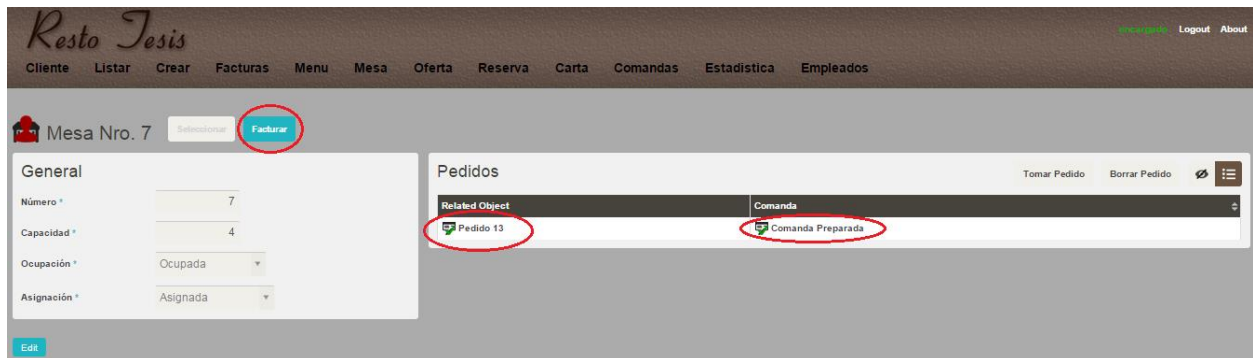 Resto Tesis
encargado Logout About
Cliente Listar Crear Facturas Menu Mesa Oferta Reserva Carta Comandas Estadistica Empleados
Mesa Nro. 7 Seleccionar Facturar
General
Número *
7
Capacidad *
4
Ocupación *
Ocupada
Asignación *
Asignada
Edit
Pedidos
Tomar Pedido Borrar Pedido
Related Object Comanda
Pedido 13 Comanda Preparada